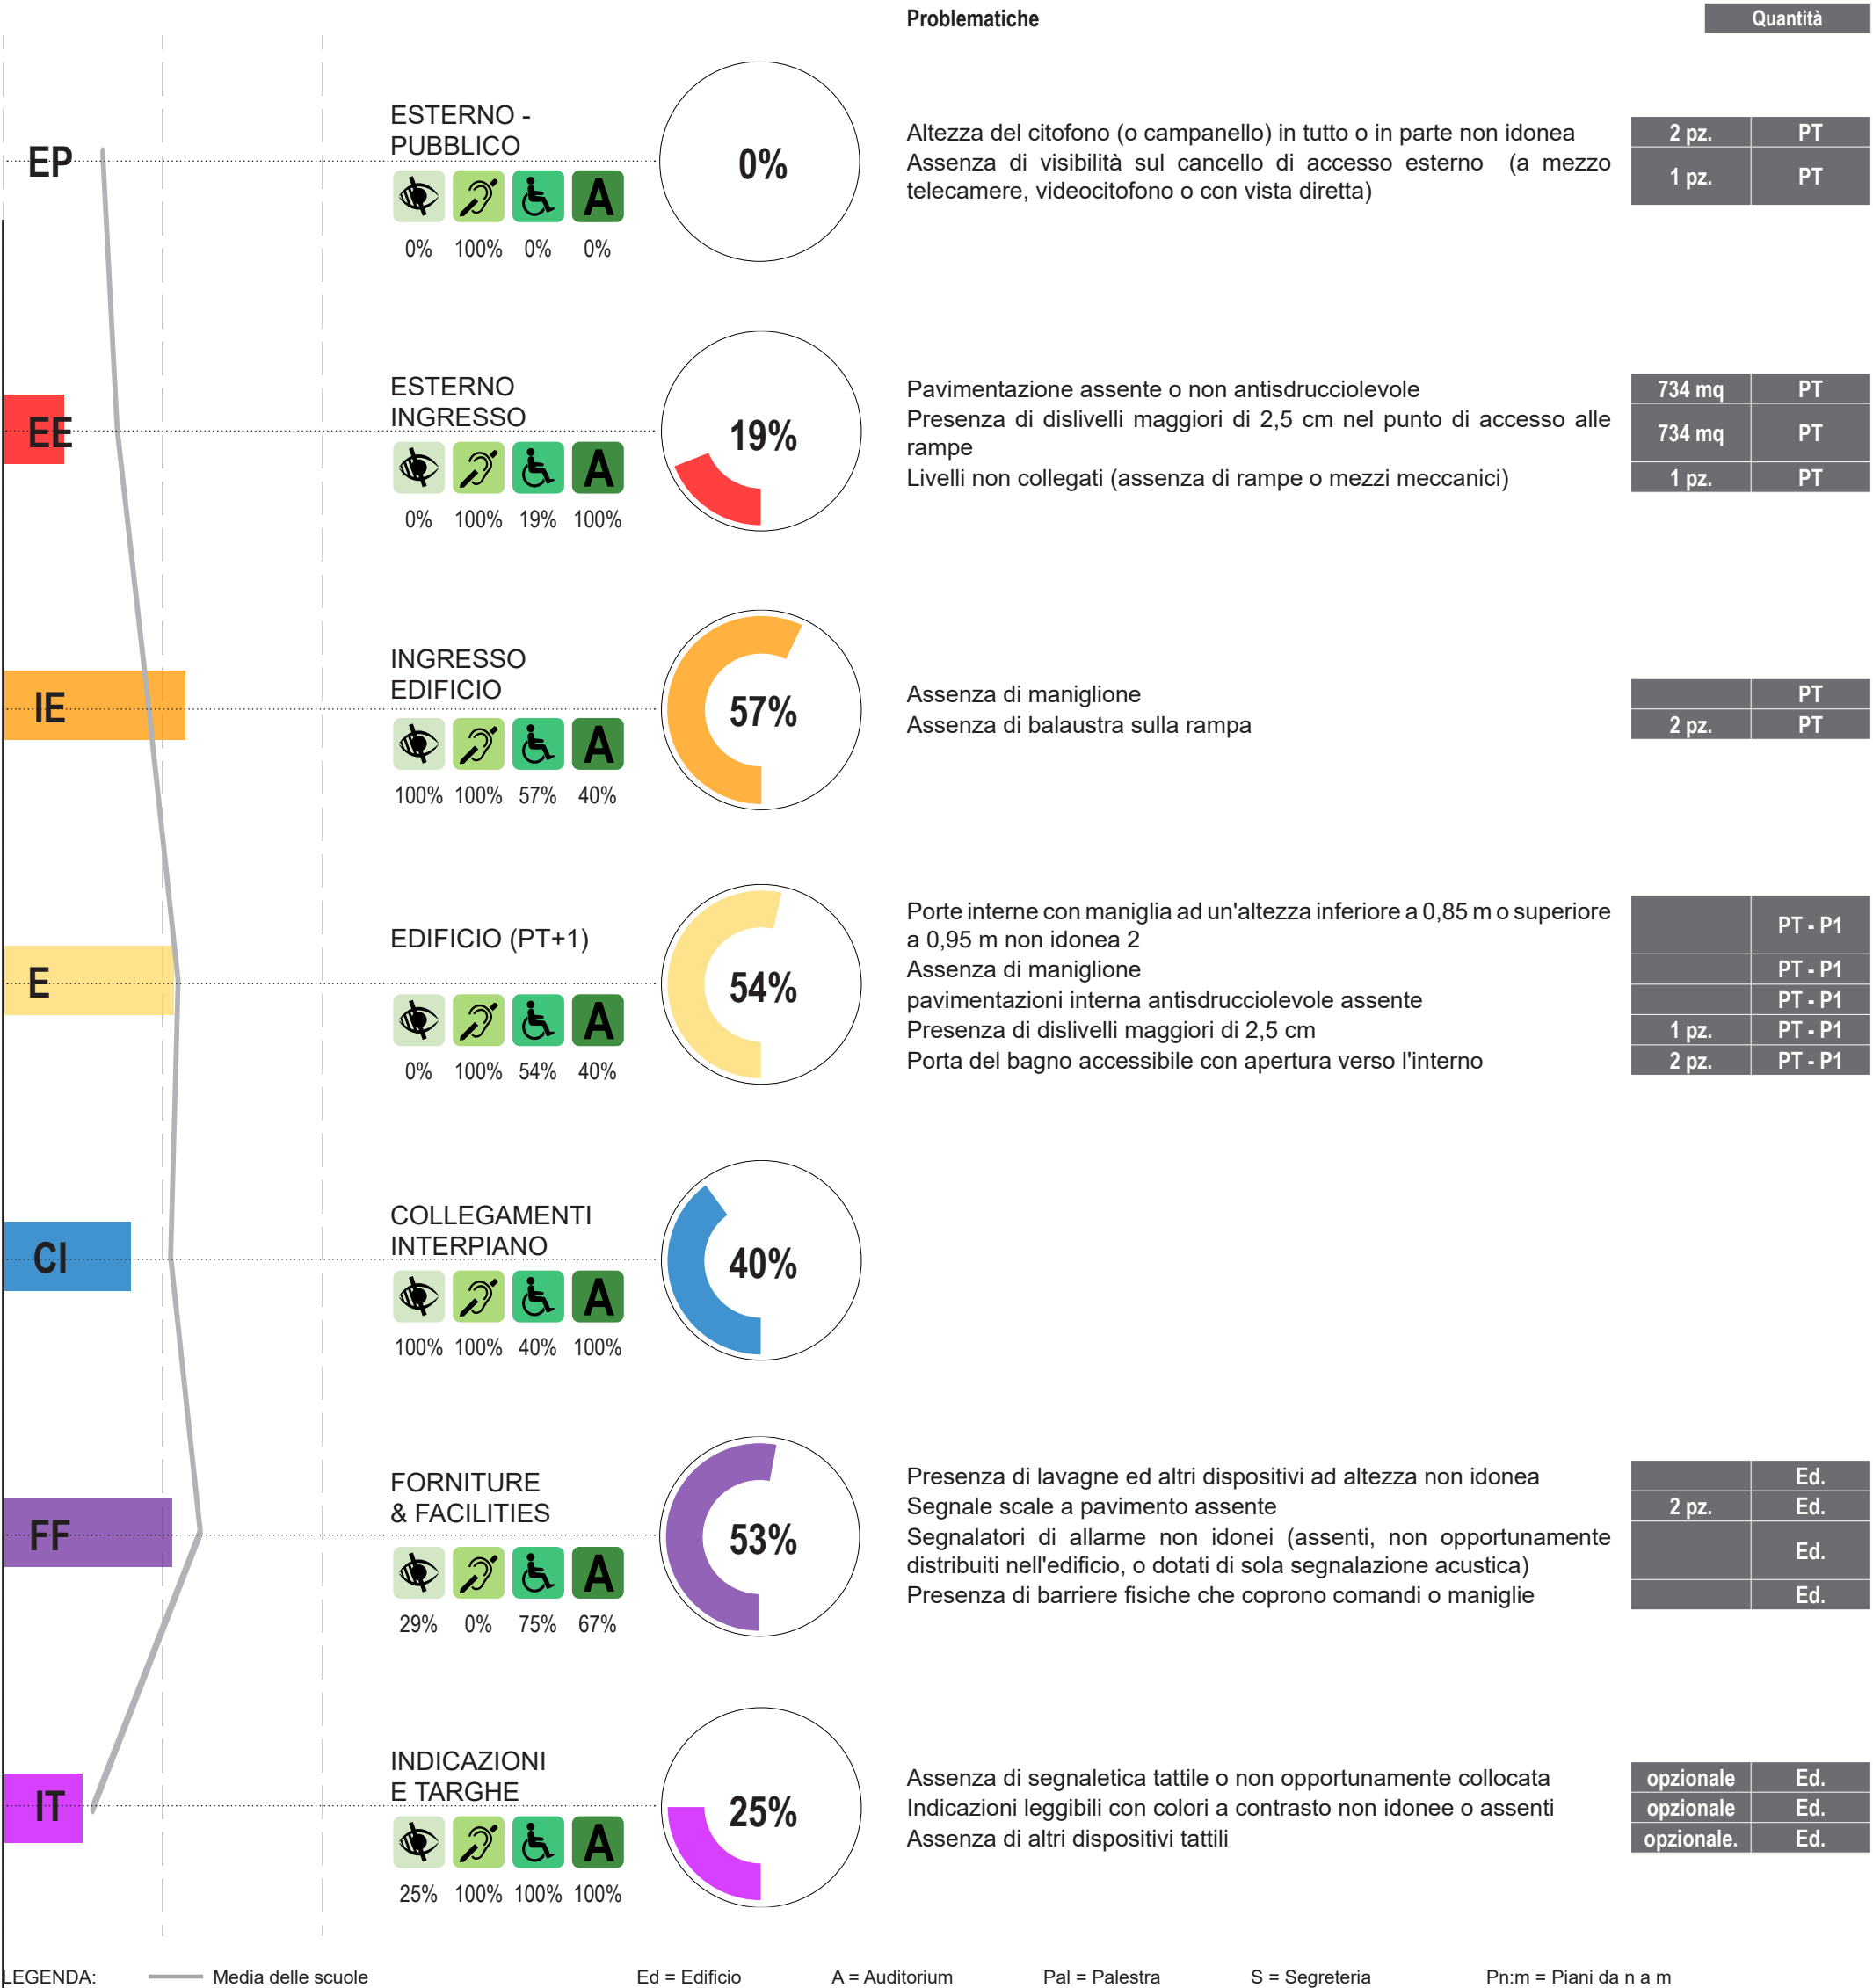 Problematiche Quantità
EP
ESTERNO -
PUBBLICO
A
0% 100% 0% 0%
0%
Altezza del citofono (o campanello) in tutto o in parte non idonea 2 pz. PT
Assenza di visibilità sul cancello di accesso esterno (a mezzo
telecamere, videocitofono o con vista diretta) 1 pz. PT
EE
ESTERNO
INGRESSO
A
0% 100% 19% 100%
19%
Pavimentazione assente o non antisdrucciolevole 734 mq PT
Presenza di dislivelli maggiori di 2,5 cm nel punto di accesso alle
rampe 734 mq PT
Livelli non collegati (assenza di rampe o mezzi meccanici) 1 pz. PT
IE
INGRESSO
EDIFICIO
A
100% 100% 57% 40%
57%
Assenza di maniglione PT
Assenza di balaustra sulla rampa 2 pz. PT
E
EDIFICIO (PT+1)
A
0% 100% 54% 40%
54%
Porte interne con maniglia ad un'altezza inferiore a 0,85 m o superiore
a 0,95 m non idonea 2 PT - P1
Assenza di maniglione PT - P1
pavimentazioni interna antisdrucciolevole assente PT - P1
Presenza di dislivelli maggiori di 2,5 cm 1 pz. PT - P1
Porta del bagno accessibile con apertura verso l'interno 2 pz. PT - P1
CI
COLLEGAMENTI
INTERPIANO
A
100% 100% 40% 100%
40%
FF
FORNITURE
& FACILITIES
A
29% 0% 75% 67%
53%
Presenza di lavagne ed altri dispositivi ad altezza non idonea Ed.
Segnale scale a pavimento assente 2 pz. Ed.
Segnalatori di allarme non idonei (assenti, non opportunamente
distribuiti nell'edificio, o dotati di sola segnalazione acustica) Ed.
Presenza di barriere fisiche che coprono comandi o maniglie Ed.
IT
INDICAZIONI
E TARGHE
A
25% 100% 100% 100%
25%
Assenza di segnaletica tattile o non opportunamente collocata opzionale Ed.
Indicazioni leggibili con colori a contrasto non idonee o assenti opzionale Ed.
Assenza di altri dispositivi tattili opzionale. Ed.
LEGENDA: Media delle scuole Ed = Edificio A = Auditorium Pal = Palestra S = Segreteria Pn:m = Piani da n a m